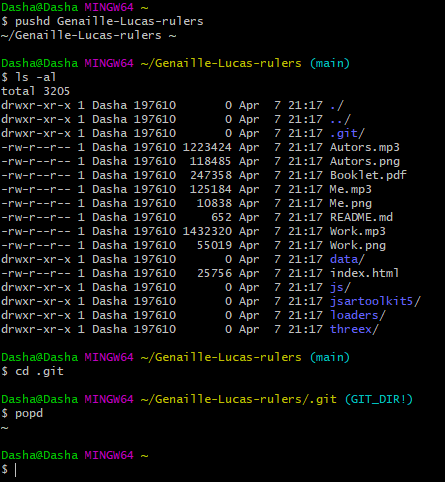 Dasha@Dasha MINGW64 ~
$ pushd Genaille-Lucas-rulers
~/Genaille-Lucas-rulers ~

Dasha@Dasha MINGW64 ~/Genaille-Lucas-rulers (main)
$ ls -al
total 3205
drwxr-xr-x 1 Dasha 197610       0 Apr  7 21:17 ./
drwxr-xr-x 1 Dasha 197610       0 Apr  7 21:17 ../
drwxr-xr-x 1 Dasha 197610       0 Apr  7 21:17 .git/
-rw-r--r-- 1 Dasha 197610 1223424 Apr  7 21:17 Autors.mp3
-rw-r--r-- 1 Dasha 197610  118485 Apr  7 21:17 Autors.png
-rw-r--r-- 1 Dasha 197610  247358 Apr  7 21:17 Booklet.pdf
-rw-r--r-- 1 Dasha 197610  125184 Apr  7 21:17 Me.mp3
-rw-r--r-- 1 Dasha 197610   10838 Apr  7 21:17 Me.png
-rw-r--r-- 1 Dasha 197610     652 Apr  7 21:17 README.md
-rw-r--r-- 1 Dasha 197610 1432320 Apr  7 21:17 Work.mp3
-rw-r--r-- 1 Dasha 197610   55019 Apr  7 21:17 Work.png
drwxr-xr-x 1 Dasha 197610       0 Apr  7 21:17 data/
-rw-r--r-- 1 Dasha 197610   25756 Apr  7 21:17 index.html
drwxr-xr-x 1 Dasha 197610       0 Apr  7 21:17 js/
drwxr-xr-x 1 Dasha 197610       0 Apr  7 21:17 jsartoolkit5/
drwxr-xr-x 1 Dasha 197610       0 Apr  7 21:17 loaders/
drwxr-xr-x 1 Dasha 197610       0 Apr  7 21:17 threex/

Dasha@Dasha MINGW64 ~/Genaille-Lucas-rulers (main)
$ cd .git

Dasha@Dasha MINGW64 ~/Genaille-Lucas-rulers/.git (GIT_DIR!)
$ popd
~

Dasha@Dasha MINGW64 ~
$